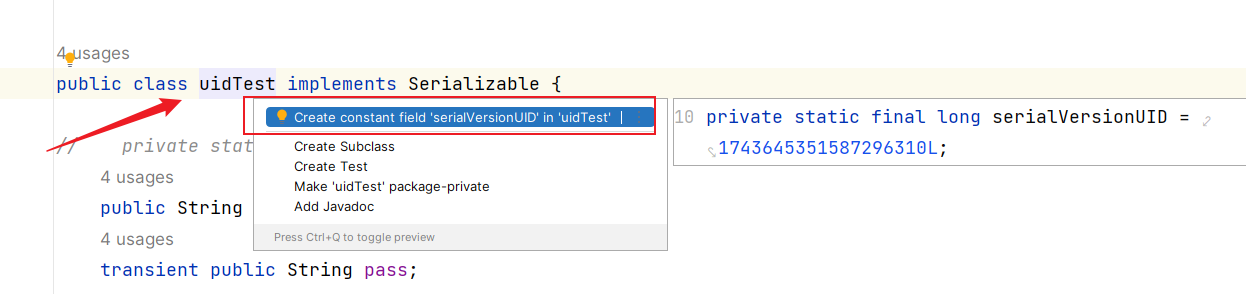 4 usages
public class uidTest implements Serializable {
Create constant field 'serialVersionUID' in 'uidTest'
10 private static final long serialVersionUID =
1743645351587296310L;
// private stat
Create Subclass
Create Test
4 usages
Make 'uidTest' package-private
public String
Add Javadoc
4 usages
Press Ctrl+Q to toggle preview
transient public String pass;